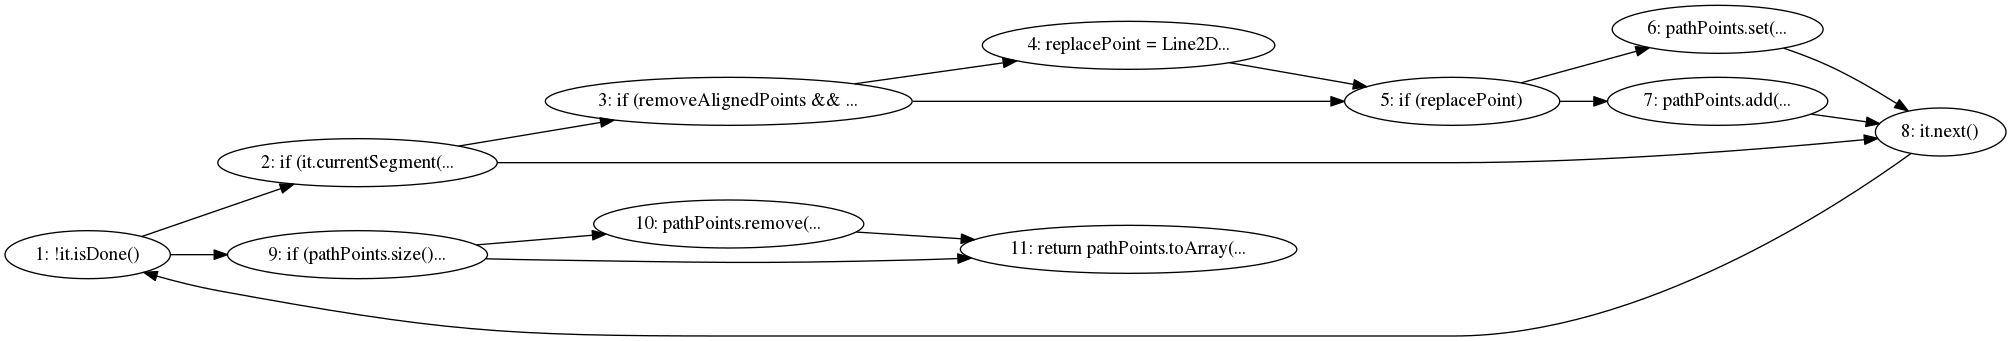 1: !it.isDone()
2: if (it.currentSegment(...
3: if (removeAlignedPoints && ...
4: replacePoint = Line2D...
5: if (replacePoint)
6: pathPoints.set(...
7: pathPoints.add(...
8: it.next()
9: if (pathPoints.size()...
10: pathPoints.remove(...
11: return pathPoints.toArray(...